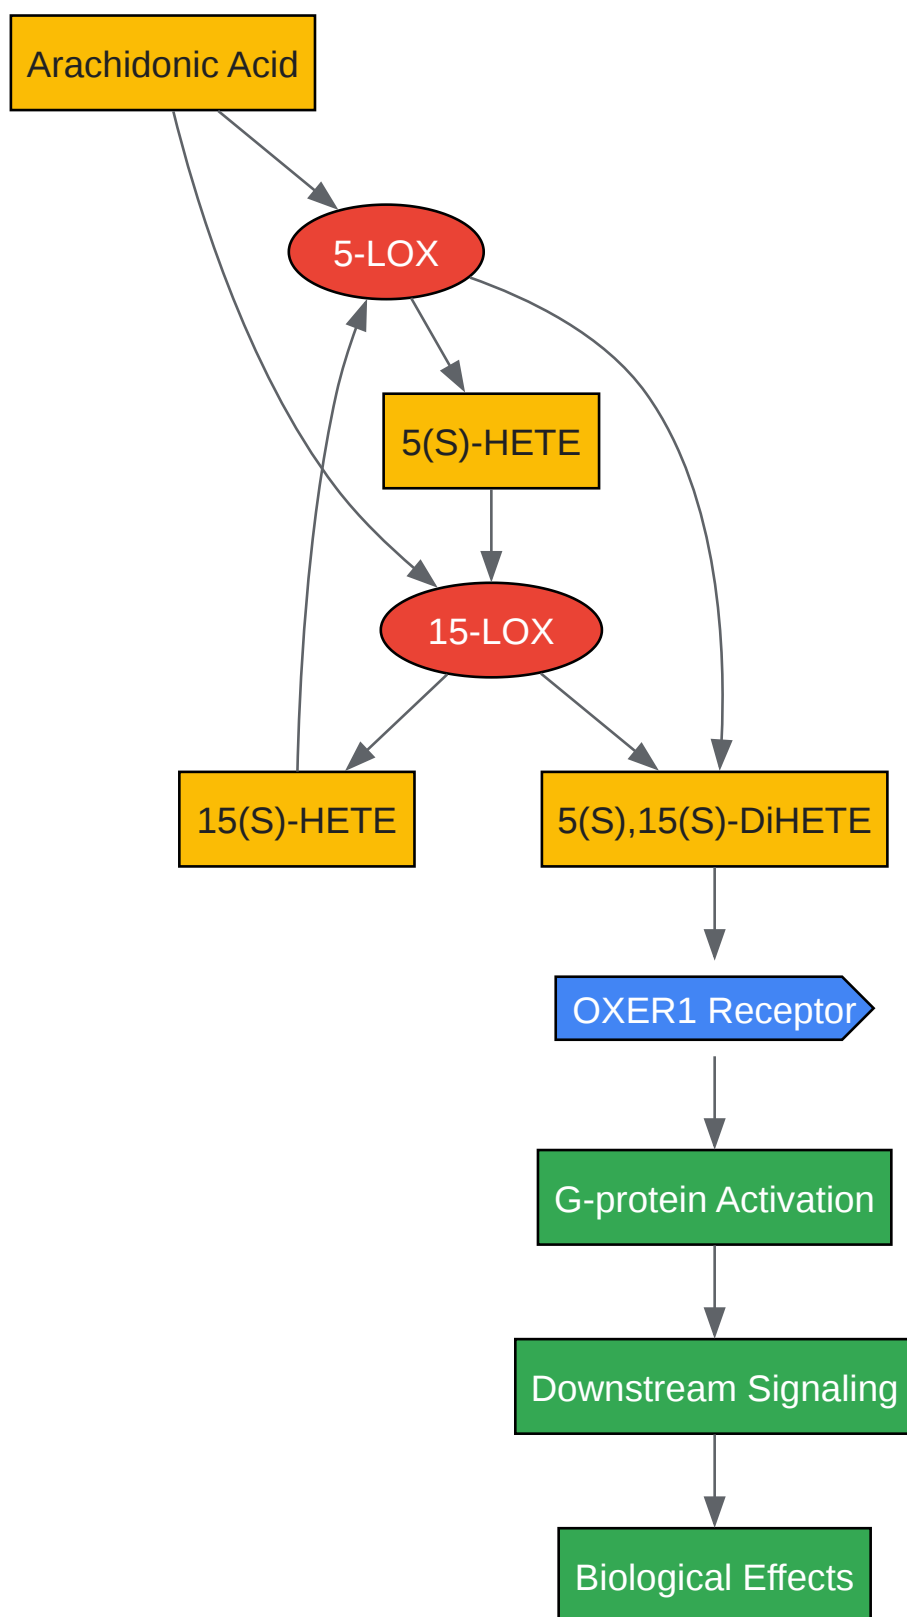 Arachidonic Acid
5-LOX
5(S)-HETE
15-LOX
15(S)-HETE
5(S),15(S)-DiHETE
OXER1 Receptor
G-protein Activation
Downstream Signaling
Biological Effects